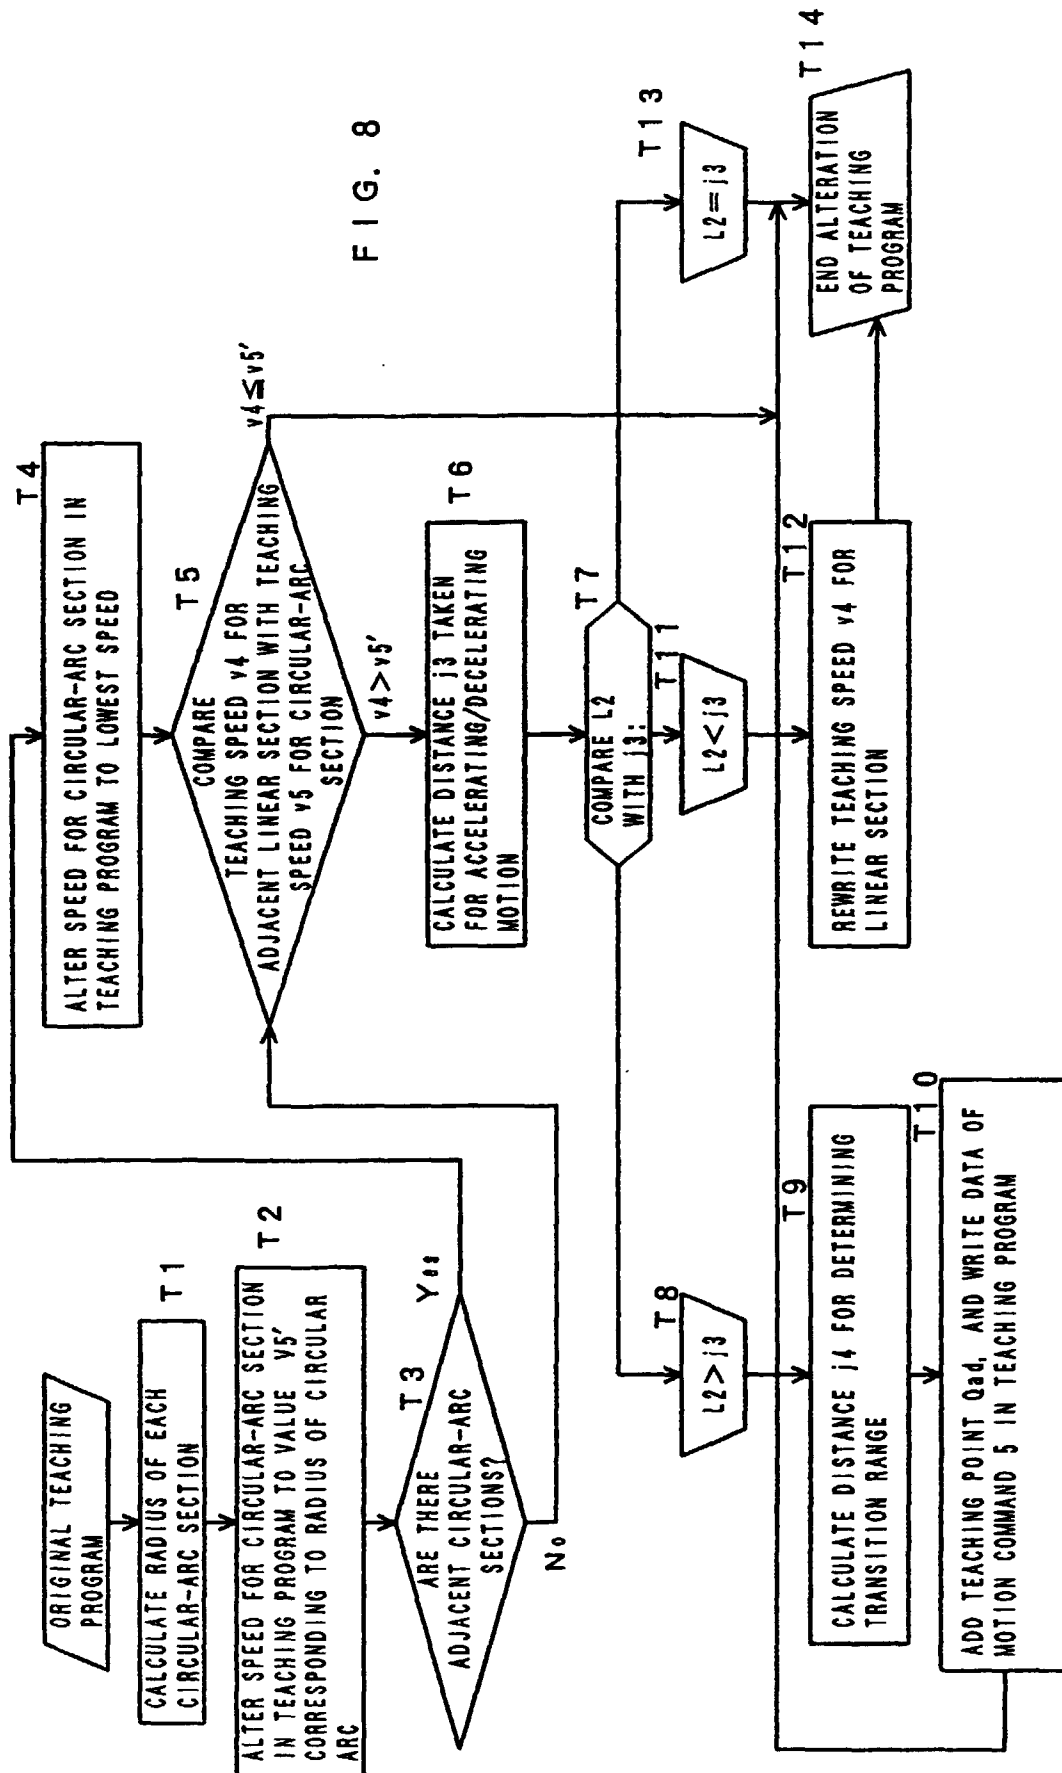 FIG. 8
ORIGINAL TEACHING
PROGRAM
T1
CALCULATE RADIUS OF EACH
CIRCULAR-ARC SECTION
T2
ALTER SPEED FOR CIRCULAR-ARC SECTION
IN TEACHING PROGRAM TO VALUE V5'
CORRESPONDING TO RADIUS OF CIRCULAR
ARC
T3
ARE THERE
ADJACENT CIRCULAR-ARC
SECTIONS?
Yes
No
T4
ALTER SPEED FOR CIRCULAR-ARC SECTION IN
TEACHING PROGRAM TO LOWEST SPEED
T5
COMPARE
TEACHING SPEED v4 FOR
ADJACENT LINEAR SECTION WITH TEACHING
SPEED v5 FOR CIRCULAR-ARC
SECTION
v4≦v5'
v4>v5'
T6
CALCULATE DISTANCE j3 TAKEN
FOR ACCELERATING/DECELERATING
MOTION
T7
COMPARE L2
WITH j3:
T8
L2>j3
T9
CALCULATE DISTANCE j4 FOR DETERMINING
TRANSITION RANGE
T10
ADD TEACHING POINT Qad, AND WRITE DATA OF
MOTION COMMAND 5 IN TEACHING PROGRAM
T11
L2<j3
T12
REWRITE TEACHING SPEED v4 FOR
LINEAR SECTION
T13
L2=j3
T14
END ALTERATION
OF TEACHING
PROGRAM